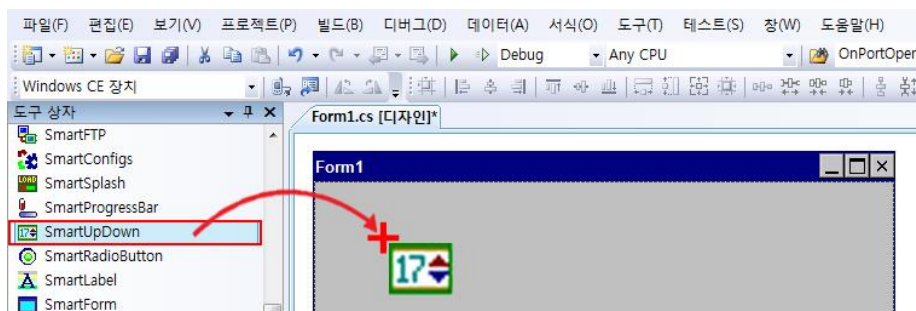 파일(F) 편집(E) 보기(V) 프로젝트(P) 빌드(B) 디버그(D) 데이터(A) 서식(O) 도구(T) 테스트(S) 창(W) 도움말(H)
Debug Any CPU OnPortOper
Windows CE 장치
도구 상자
Form1.cs [디자인]*
SmartFTP
SmartConfigs
LOAD SmartSplash
SmartProgressBar
17 SmartUpDown
SmartRadioButton
A SmartLabel
SmartForm
Form1
17